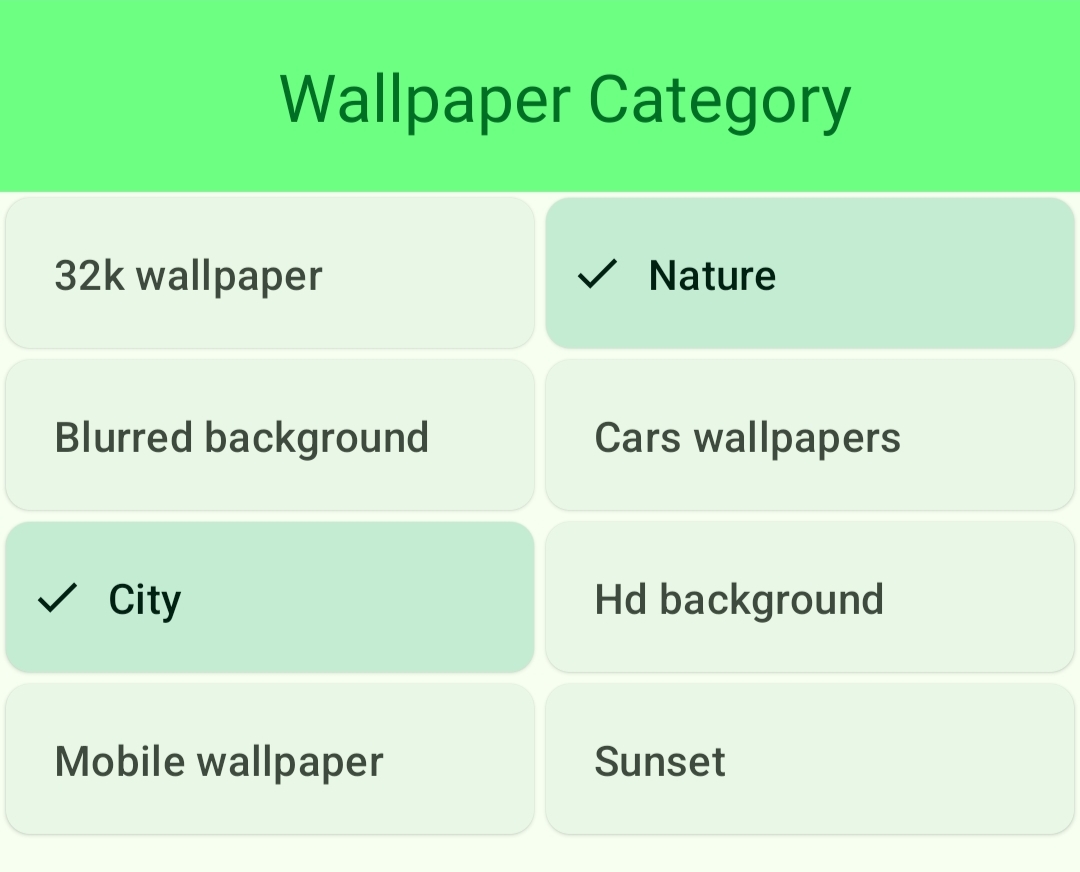 Wallpaper Category
32k wallpaper
Nature
Blurred background
Cars wallpapers
City
Hd background
Mobile wallpaper
Sunset